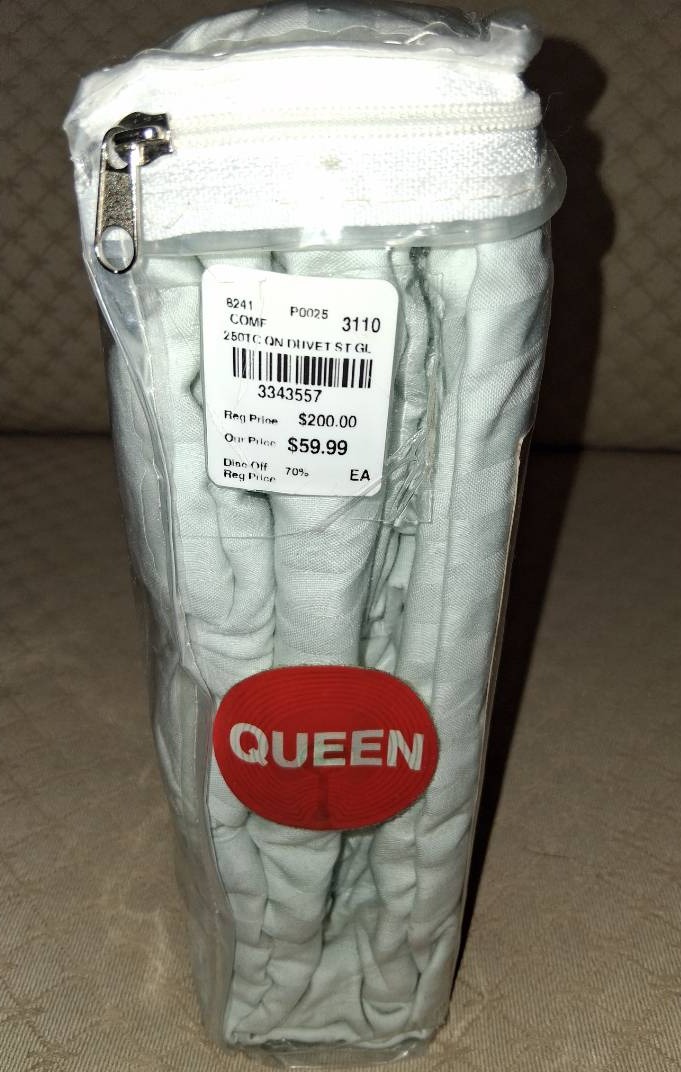 8241 P0025
COMF 3110
250TC QN DUVET ST GL
3343557
Reg Price $200.00
Our Price $59.99
Disc Off 70%
Reg Price EA
QUEEN